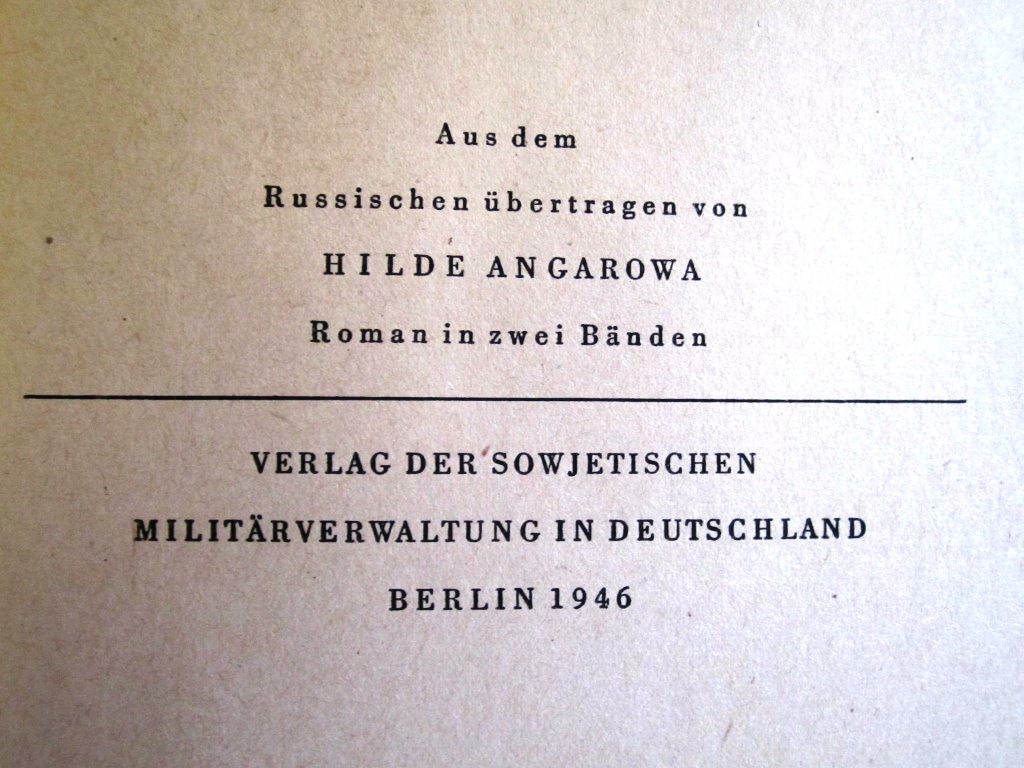 Aus dem
Russischen übertragen von
HILDE ANGAROWA
Roman in zwei Bänden
VERLAG DER SOWJETISCHEN
MILITÄRVERWALTUNG IN DEUTSCHLAND
BERLIN 1946